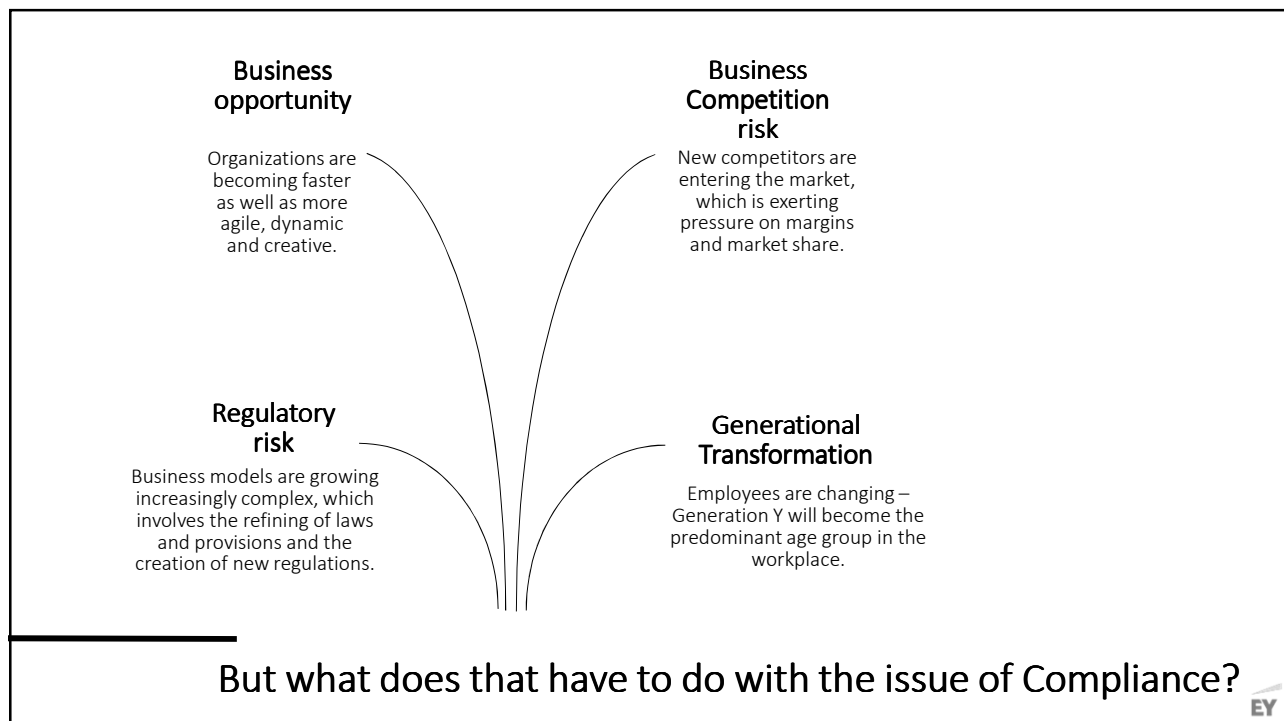 Business
opportunity
Organizations are
becoming faster
as well as more
agile, dynamic
and creative.
Business
Competition
risk
New competitors are
entering the market,
which is exerting
pressure on margins
and market share.
Regulatory
risk
Business models are growing
increasingly complex, which
involves the refining of laws
and provisions and the
creation of new regulations.
Generational
Transformation
Employees are changing –
Generation Y will become the
predominant age group in the
workplace.
But what does that have to do with the issue of Compliance?
EY